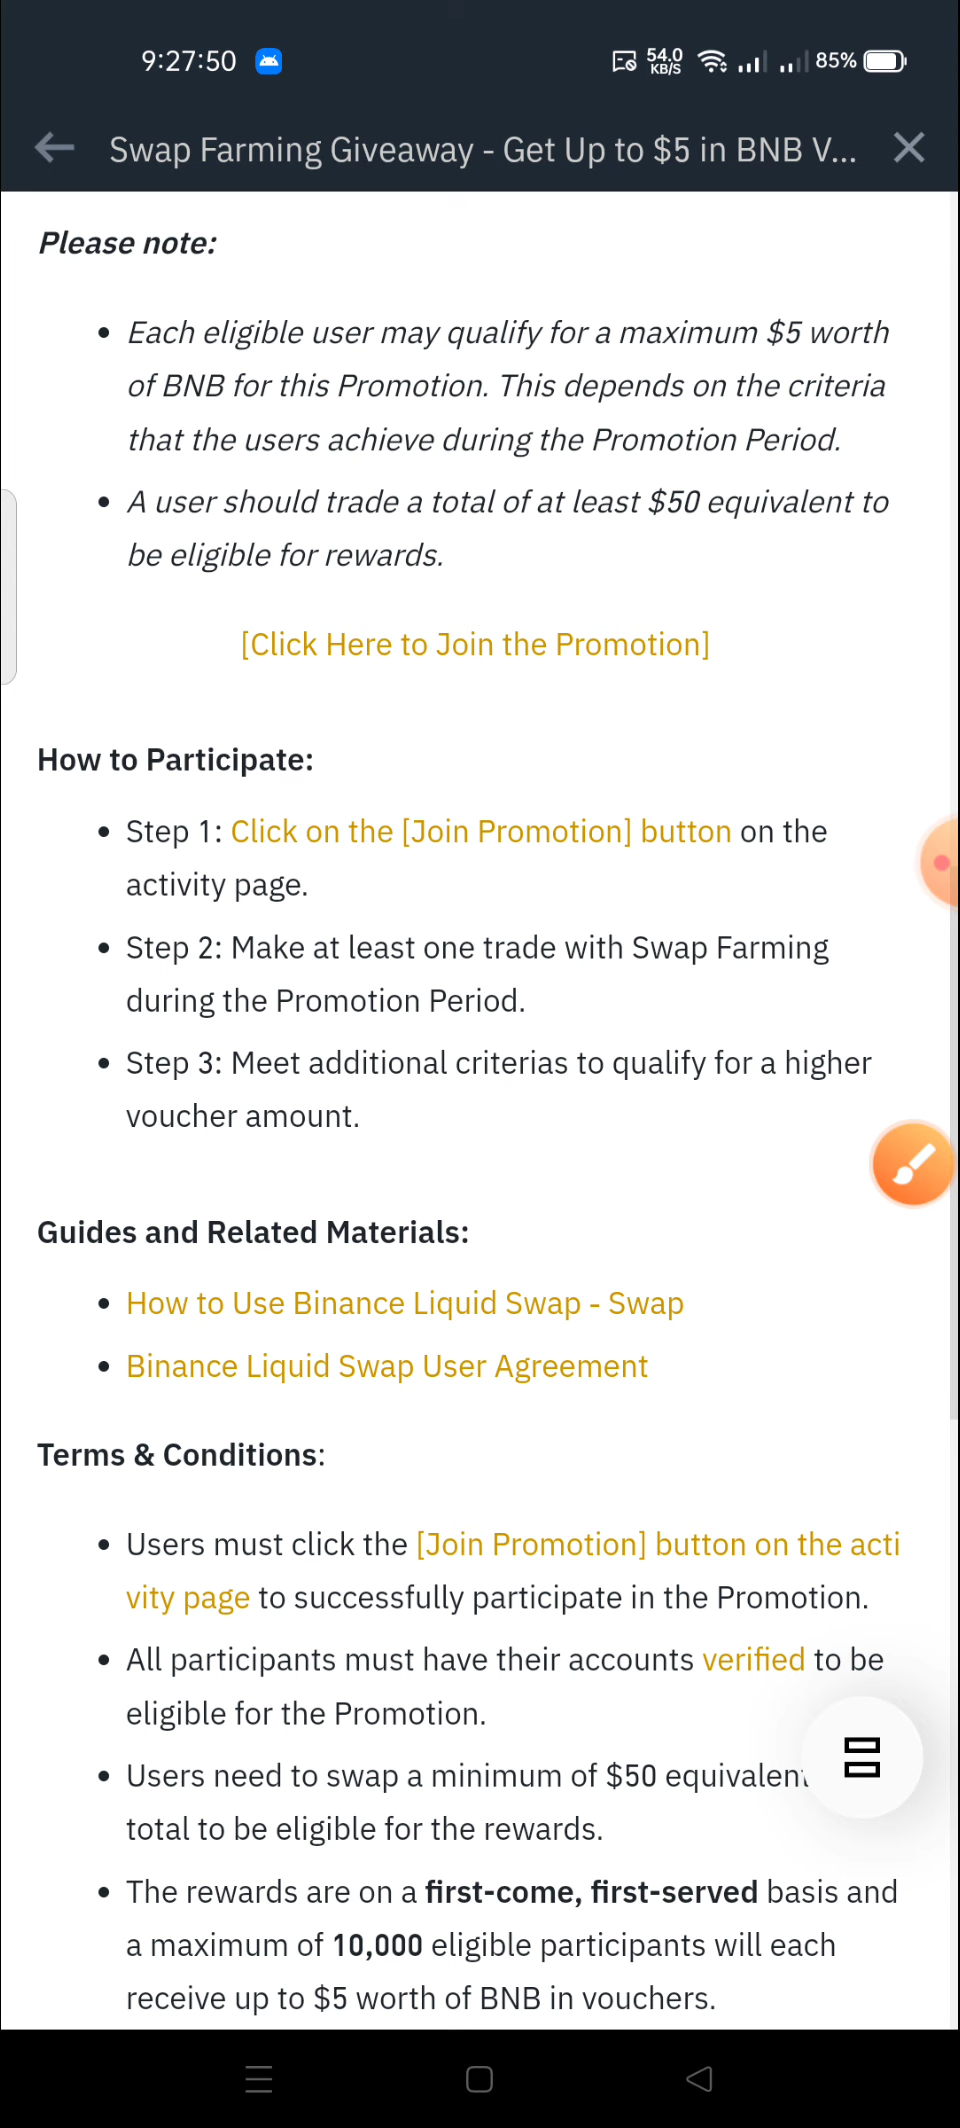 9:27:50 54.0 KB/S 85%
Swap Farming Giveaway - Get Up to $5 in BNB V...
Please note:
• Each eligible user may qualify for a maximum $5 worth
of BNB for this Promotion. This depends on the criteria
that the users achieve during the Promotion Period.
• A user should trade a total of at least $50 equivalent to
be eligible for rewards.
[Click Here to Join the Promotion]
How to Participate:
• Step 1: Click on the [Join Promotion] button on the
activity page.
• Step 2: Make at least one trade with Swap Farming
during the Promotion Period.
• Step 3: Meet additional criterias to qualify for a higher
voucher amount.
Guides and Related Materials:
• How to Use Binance Liquid Swap - Swap
• Binance Liquid Swap User Agreement
Terms & Conditions:
• Users must click the [Join Promotion] button on the acti
vity page to successfully participate in the Promotion.
• All participants must have their accounts verified to be
eligible for the Promotion.
• Users need to swap a minimum of $50 equivalent
total to be eligible for the rewards.
• The rewards are on a first-come, first-served basis and
a maximum of 10,000 eligible participants will each
receive up to $5 worth of BNB in vouchers.